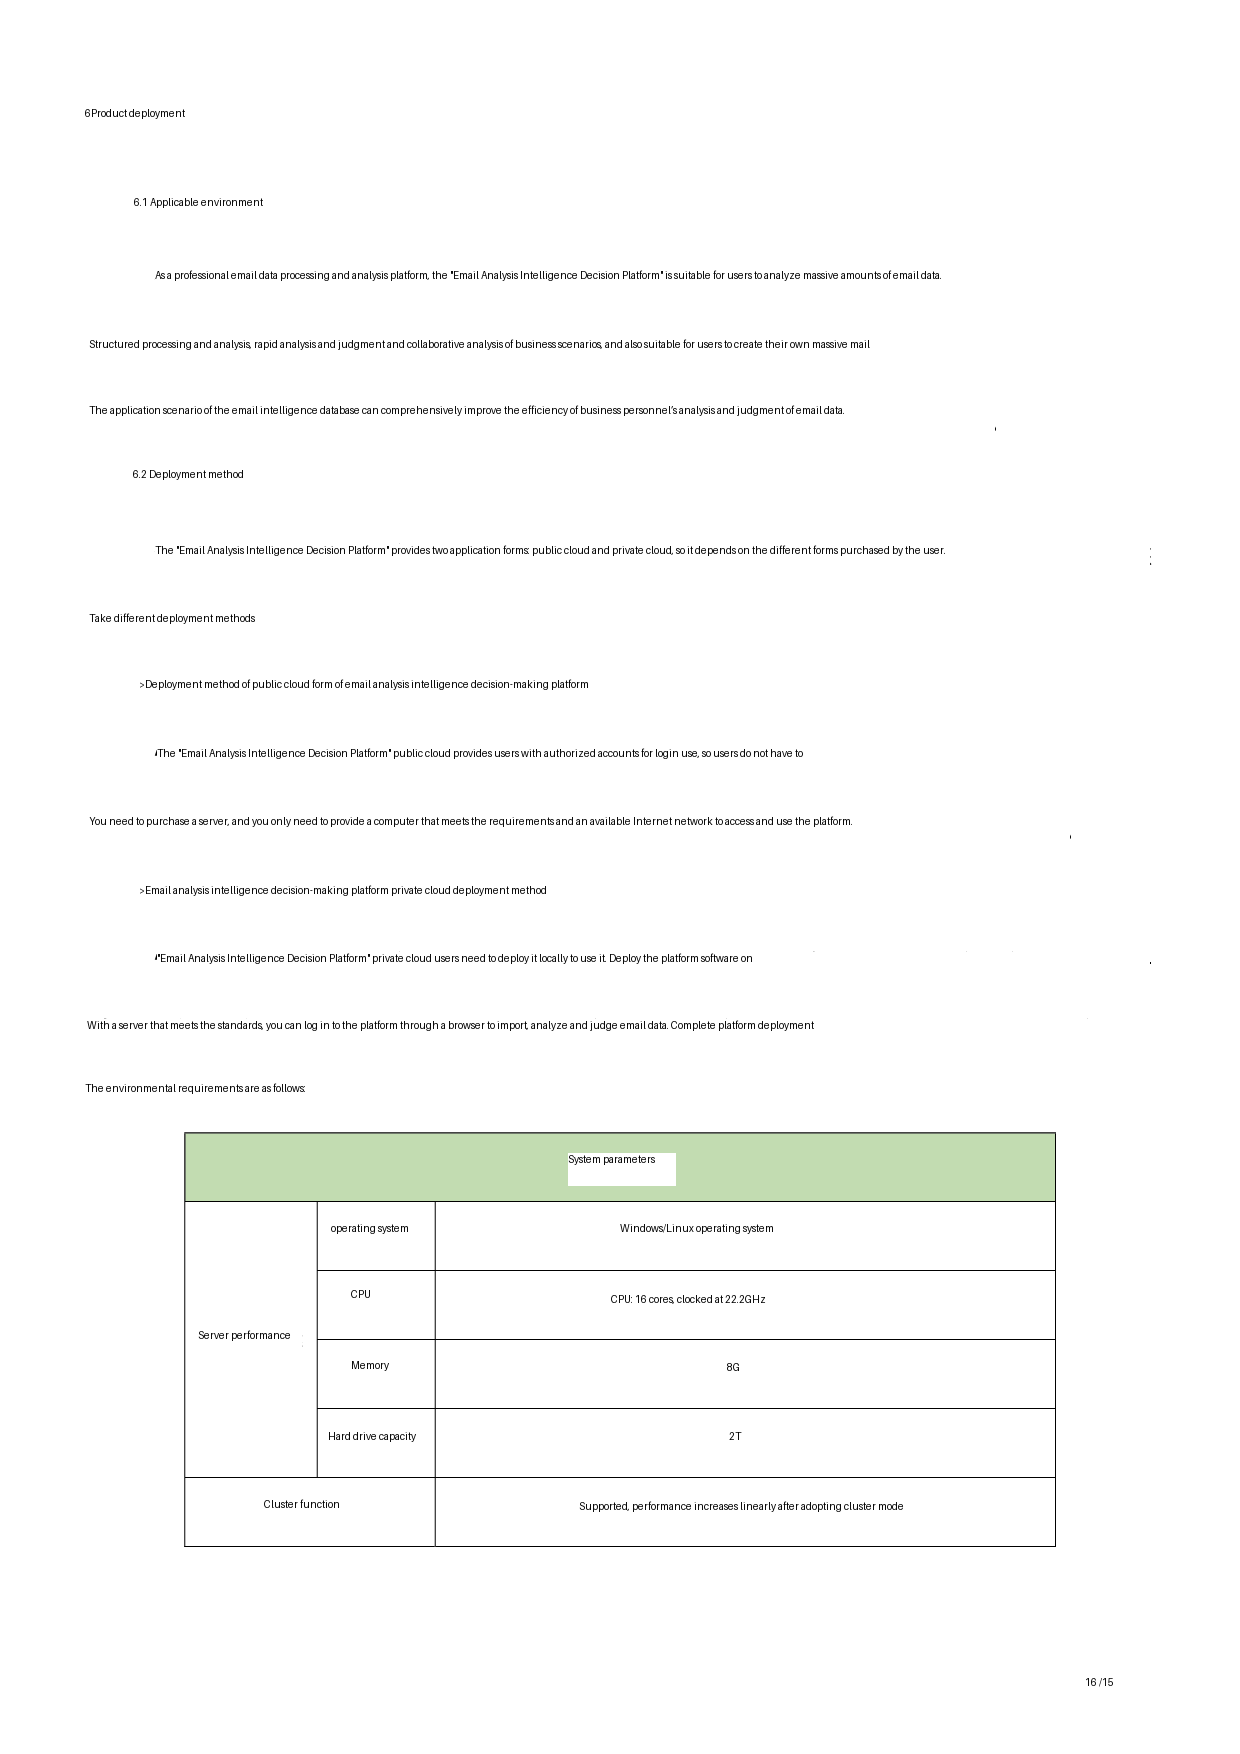 6Product deployment
6.1 Applicable environment
As a professional email data processing and analysis platform, the "Email Analysis Intelligence Decision Platform" is suitable for users to analyze massive amounts of email data.
Structured processing and analysis, rapid analysis and judgment and collaborative analysis of business scenarios, and also suitable for users to create their own massive mail
The application scenario of the email intelligence database can comprehensively improve the efficiency of business personnel's analysis and judgment of email data.
6.2 Deployment method
The "Email Analysis Intelligence Decision Platform" provides two application forms: public cloud and private cloud, so it depends on the different forms purchased by the user.
Take different deployment methods
>Deployment method of public cloud form of email analysis intelligence decision-making platform
The "Email Analysis Intelligence Decision Platform" public cloud provides users with authorized accounts for login use, so users do not have to
You need to purchase a server, and you only need to provide a computer that meets the requirements and an available Internet network to access and use the platform.
>Email analysis intelligence decision-making platform private cloud deployment method
"Email Analysis Intelligence Decision Platform" private cloud users need to deploy it locally to use it. Deploy the platform software on
With a server that meets the standards, you can log in to the platform through a browser to import, analyze and judge email data. Complete platform deployment
The environmental requirements are as follows:
System parameters
Server performance
operating system
Windows/Linux operating system
CPU
CPU: 16 cores, clocked at 22.2GHz
Memory
8G
Hard drive capacity
2T
Cluster function
Supported, performance increases linearly after adopting cluster mode
16 /15